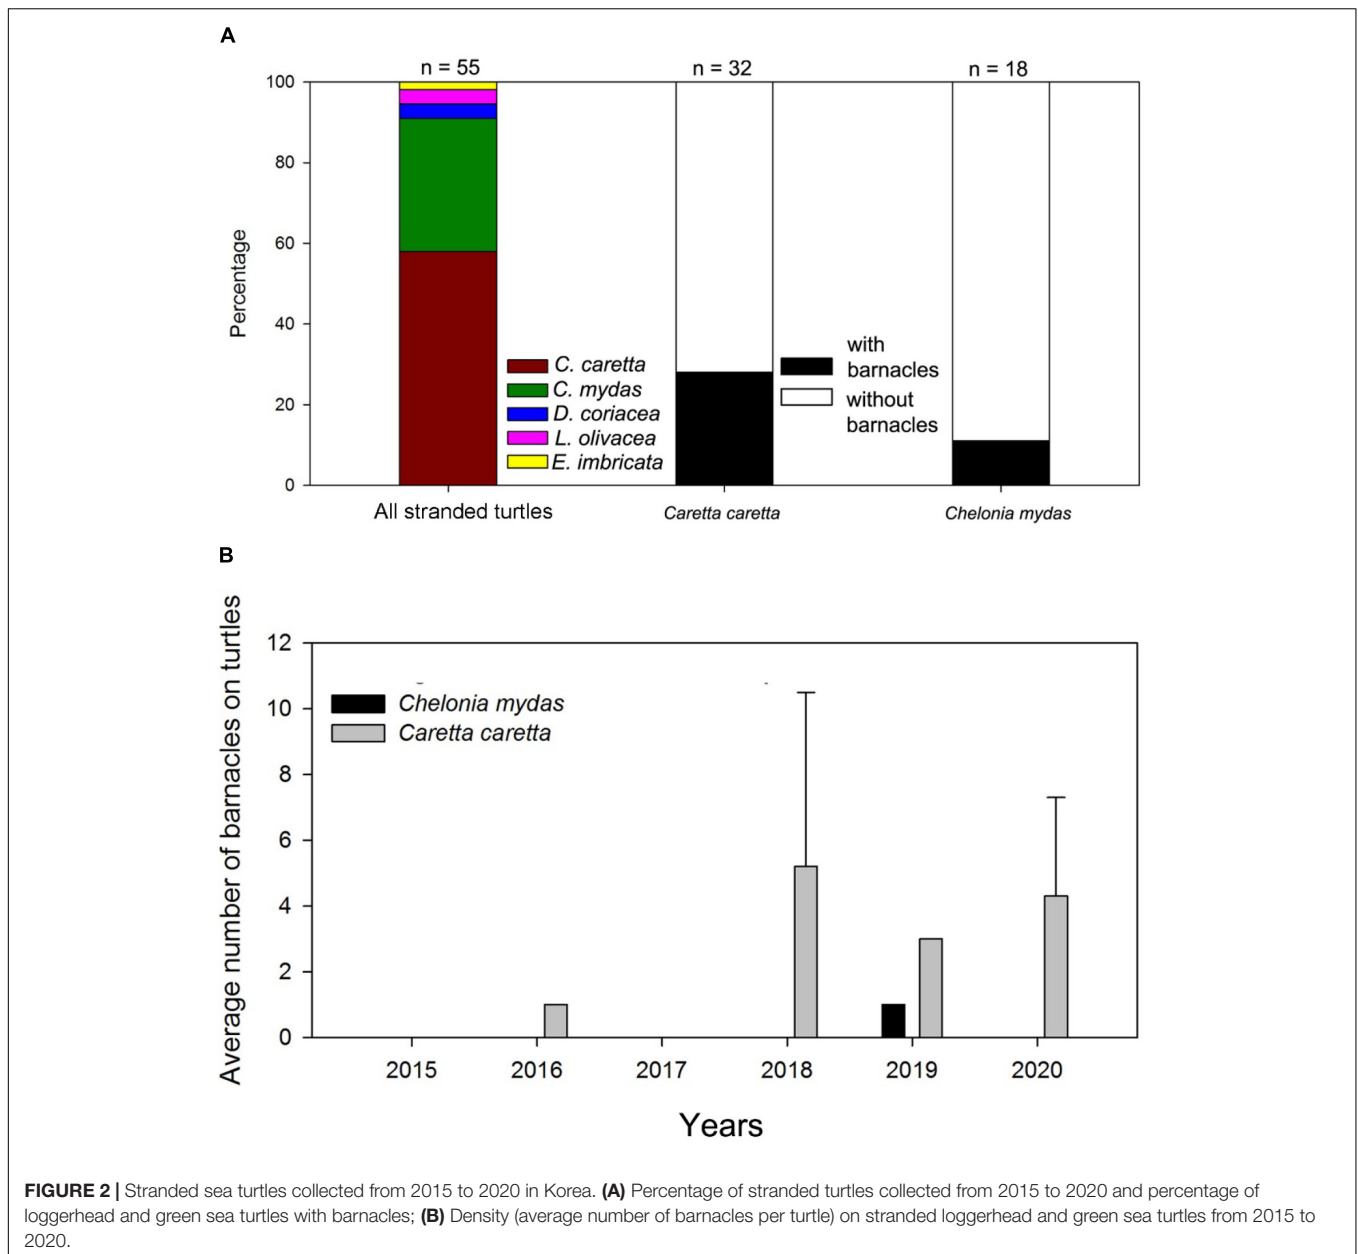 A
n = 55
n = 32
n = 18
100
80
60
40
20
0
Percentage
C. caretta
C. mydas
D. coriacea
L. olivacea
E. imbricata
with
barnacles
without
barnacles
All stranded turtles
Caretta caretta
Chelonia mydas
B
Average number of barnacles on turtles
12
10
8
6
4
2
0
Chelonia mydas
Caretta caretta
2015
2016
2017
2018
2019
2020
Years
FIGURE 2 | Stranded sea turtles collected from 2015 to 2020 in Korea. (A) Percentage of stranded turtles collected from 2015 to 2020 and percentage of
loggerhead and green sea turtles with barnacles; (B) Density (average number of barnacles per turtle) on stranded loggerhead and green sea turtles from 2015 to
2020.